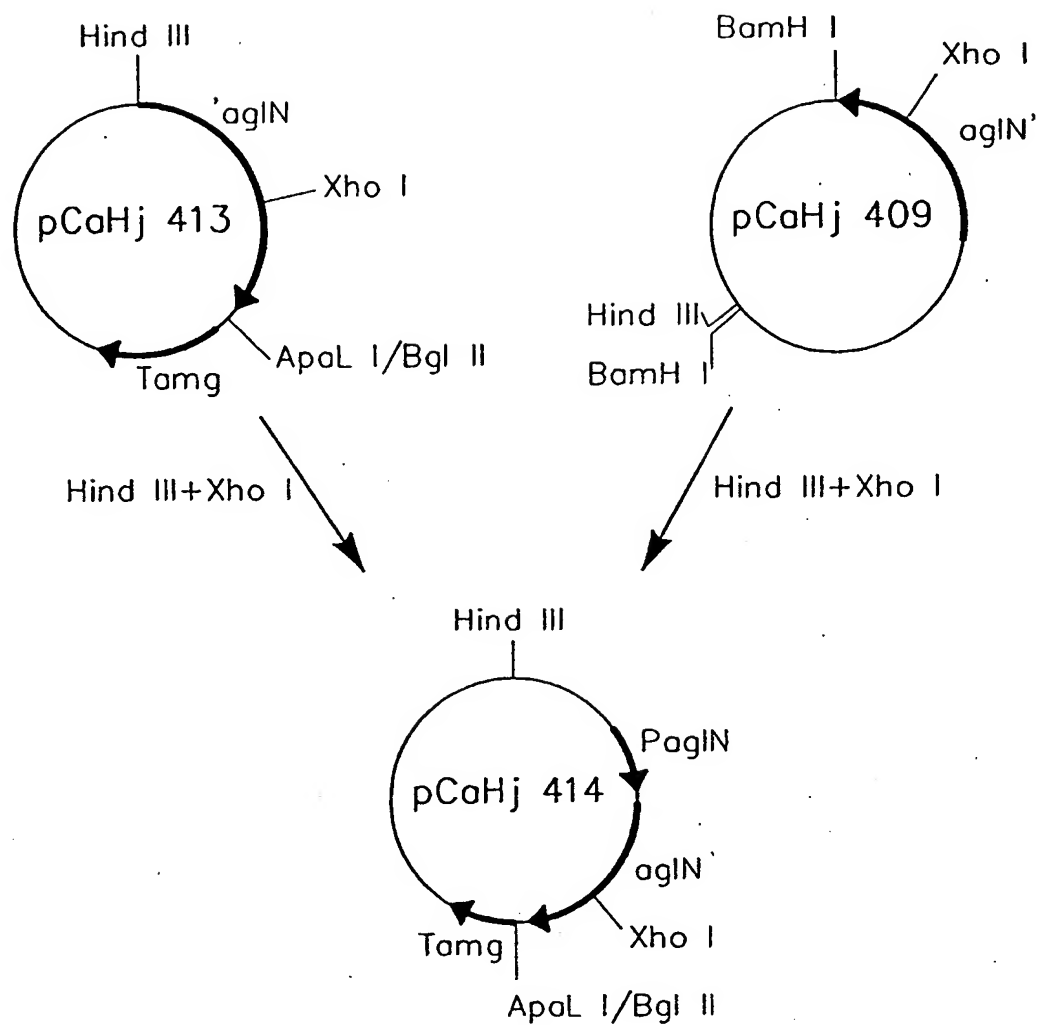 Hind III
'aglN
Xho I
pCaHj 413
ApaL I/Bgl II
Tamg
BamH I
Xho I
aglN'
pCaHj 409
Hind III
BamH I
Hind III+Xho I
Hind III+Xho I
Hind III
PaglN
pCaHj 414
aglN'
Xho I
Tamg
ApaL I/Bgl II